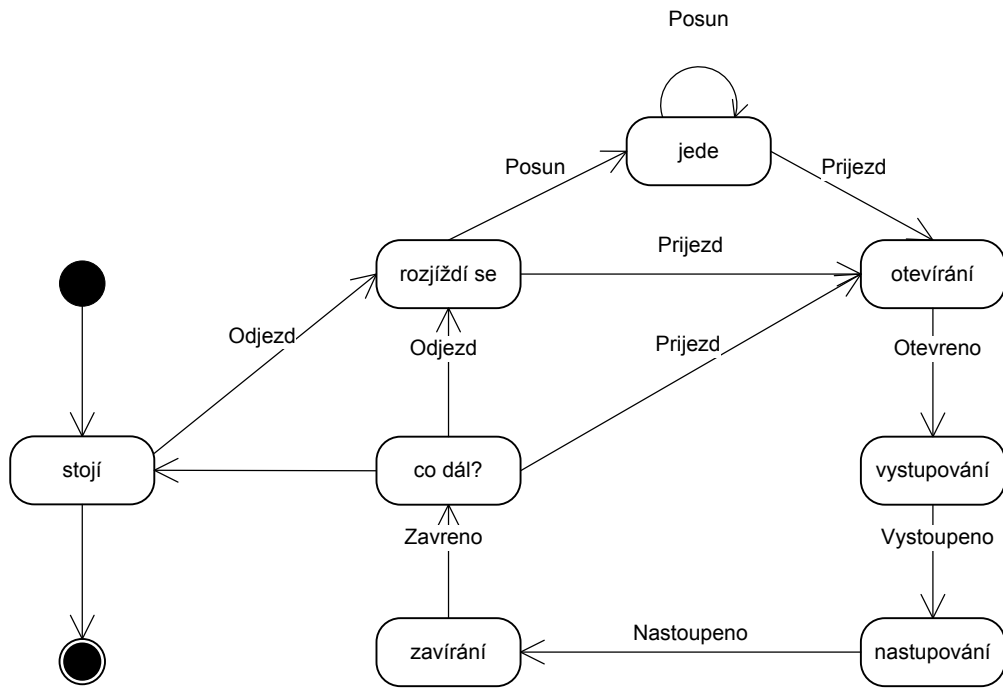 Posun
jede
Posun
Prijezd
rozjíždí se
Prijezd
otevírání
Odjezd
Odjezd
Prijezd
Otevreno
stojí
co dál?
vystupování
Zavreno
Vystoupeno
zavírání
Nastoupeno
nastupování